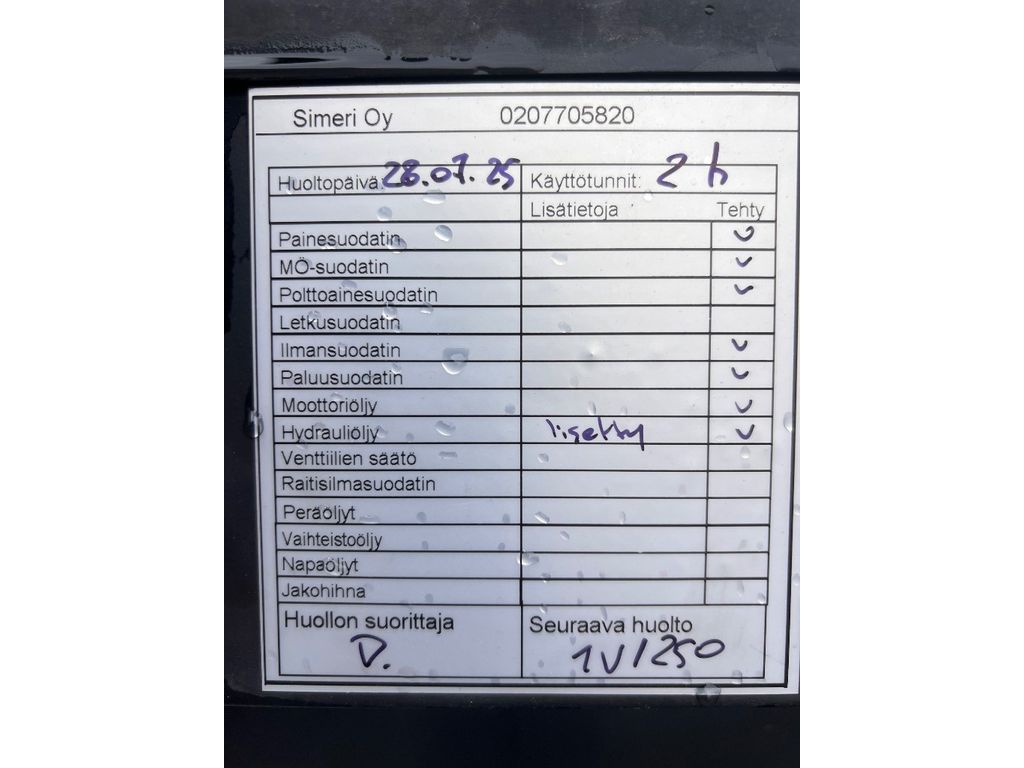 Simeri Oy 0207705820
Huoltopäivä: 28.07.25 Käyttötunnit: 2 h
Lisätietoja Tehty
Painesuodatin
MÖ-suodatin
Polttoainesuodatin
Letkusuodatin
Ilmansuodatin
Paluusuodatin
Moottoriöljy
Hydrauliöljy lisetty
Venttiilien säätö
Raitisilmasuodatin
Peräöljyt
Vaihteistoöljy
Napaöljyt
Jakohihna
Huollon suorittaja Seuraava huolto
D. 1V/250